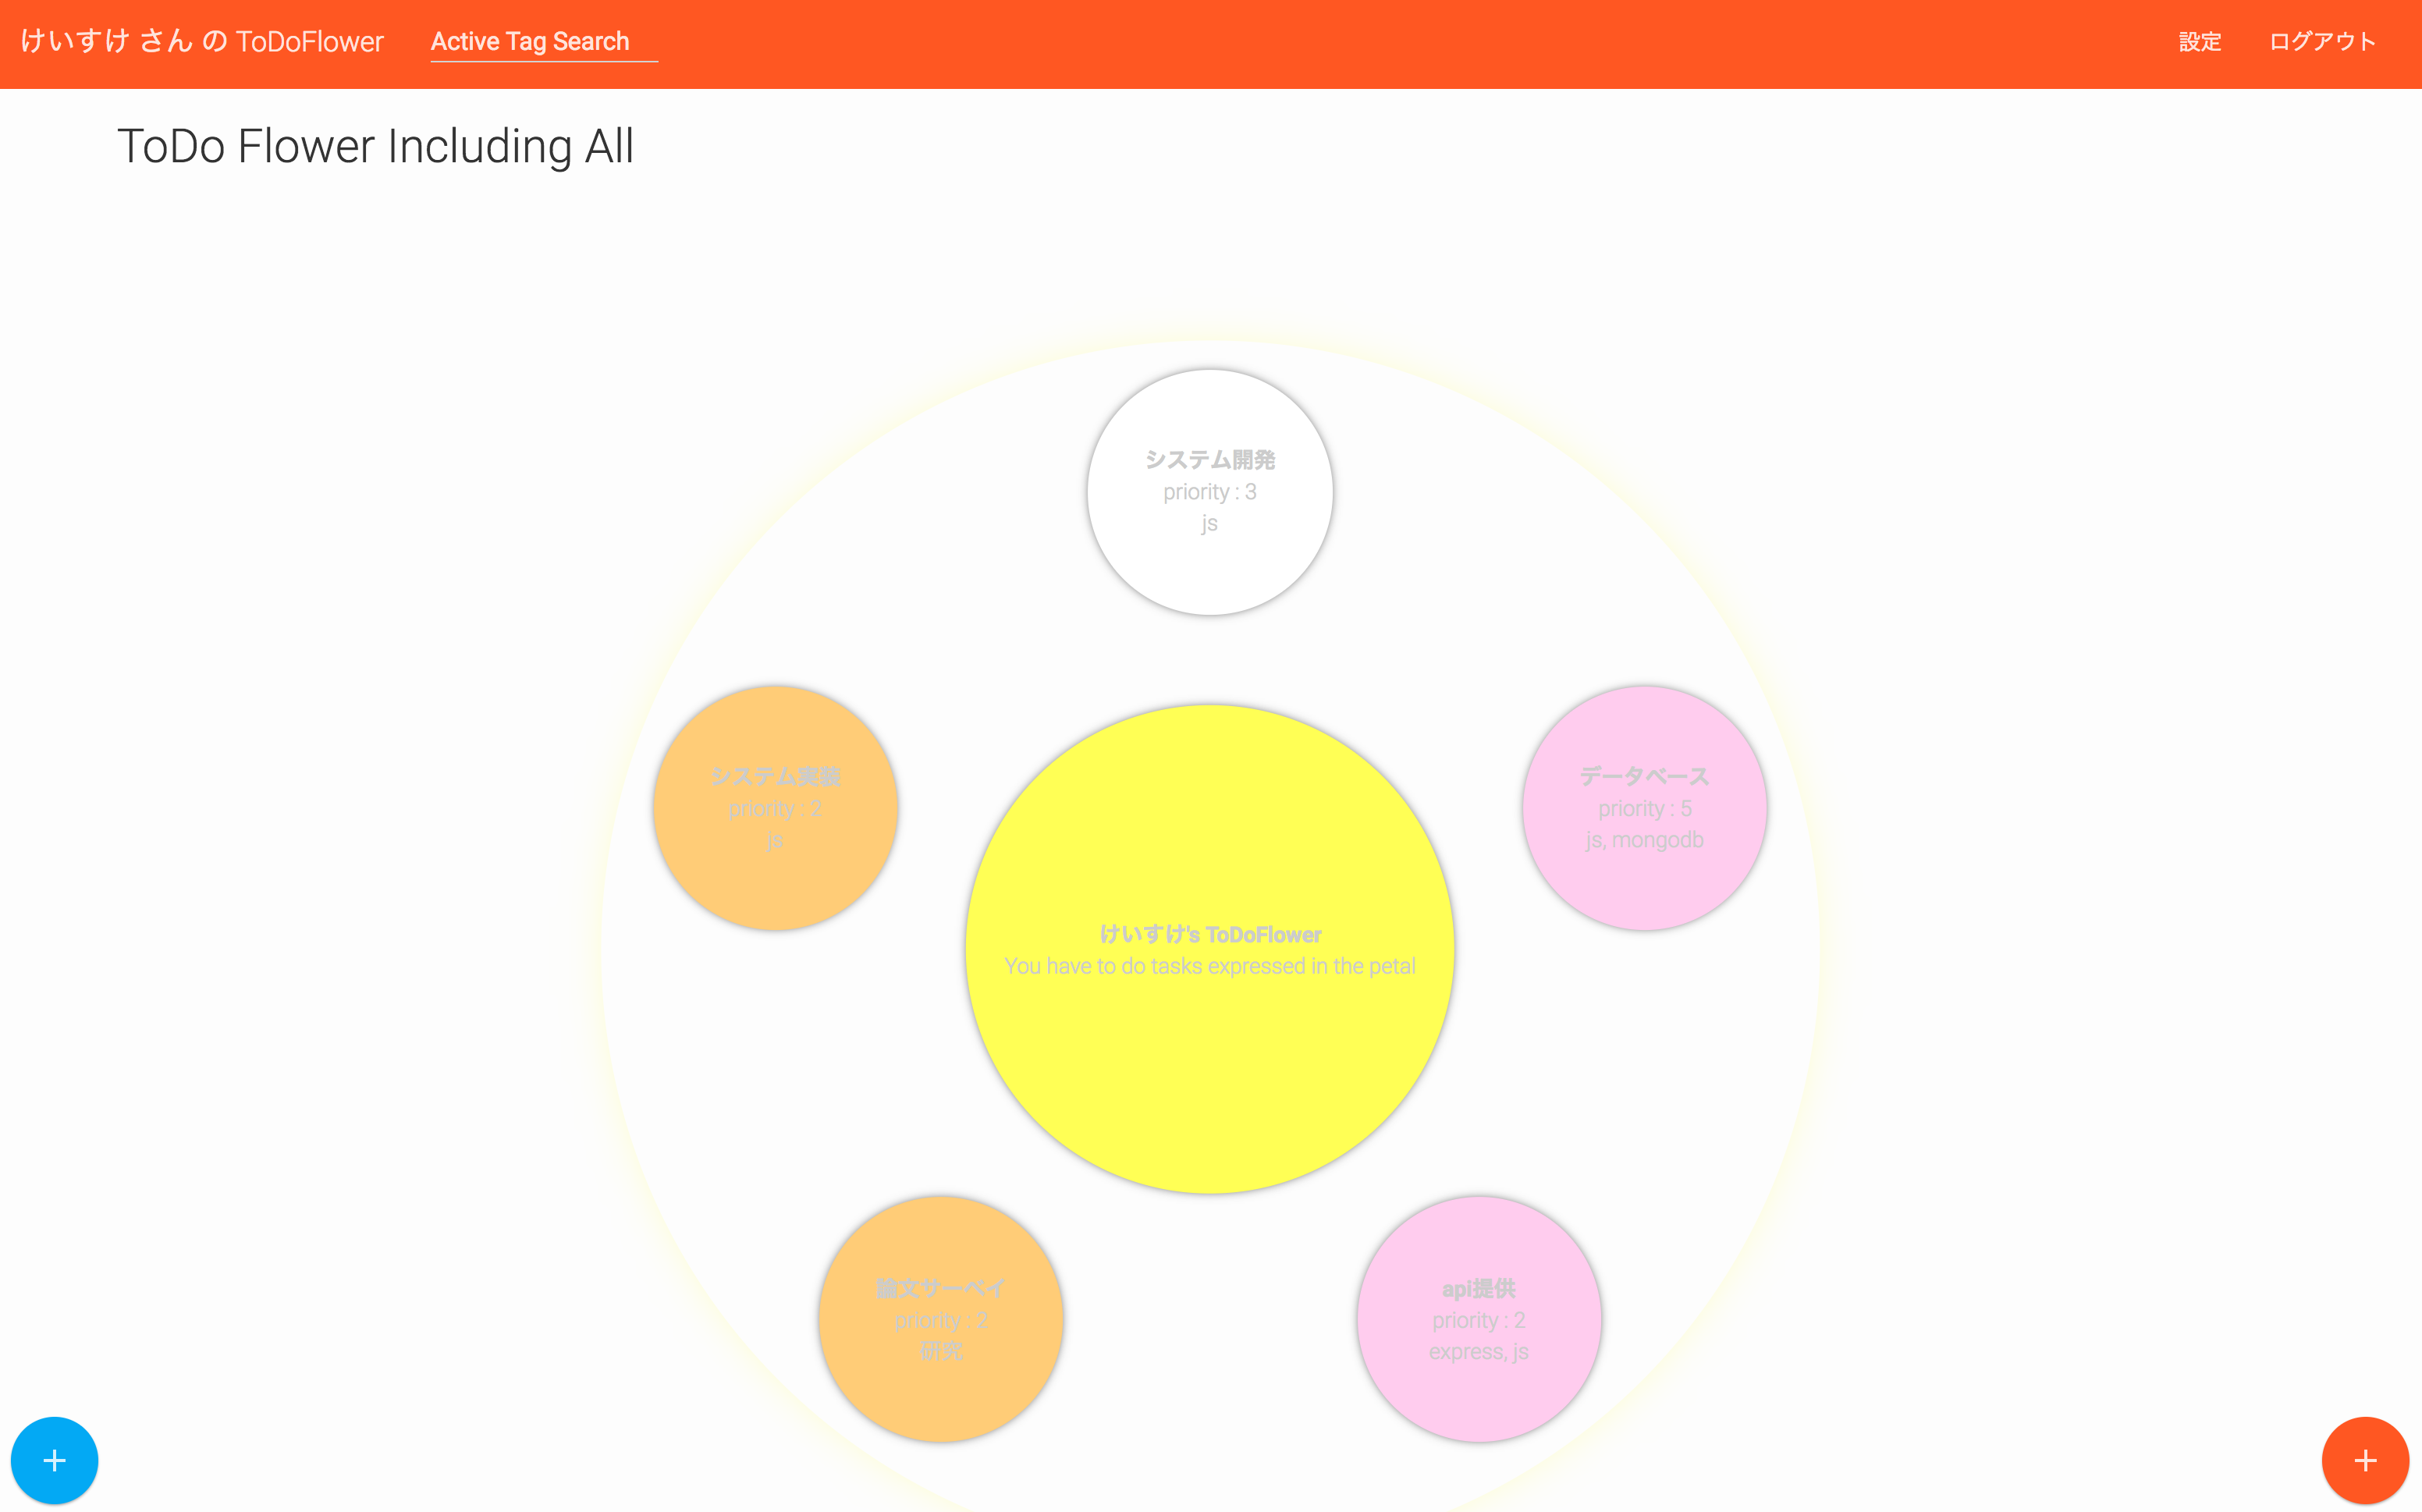 けいすけ さん の ToDoFlower
Active Tag Search
設定
ログアウト
ToDo Flower Including All
システム開発
priority : 3
js
システム実装
priority : 2
js
データベース
priority : 5
js, mongodb
けいすけ's ToDoFlower
You have to do tasks expressed in the petal
論文サーベイ
priority : 2
研究
api提供
priority : 2
express, js